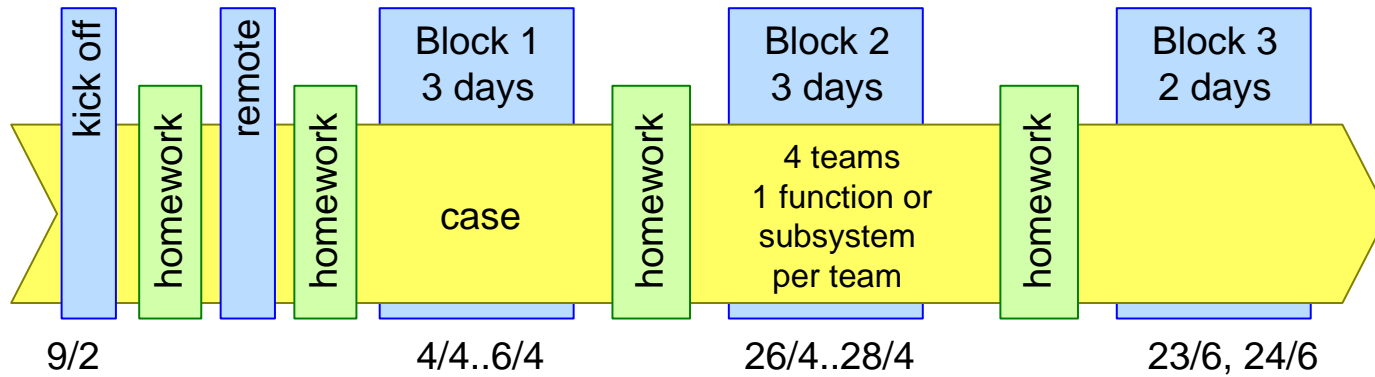 kick off
homework
remote
homework
Block 1
3 days
case
homework
Block 2
3 days
4 teams
1 function or
subsystem
per team
homework
Block 3
2 days
9/2
4/4..6/4
26/4..28/4
23/6, 24/6